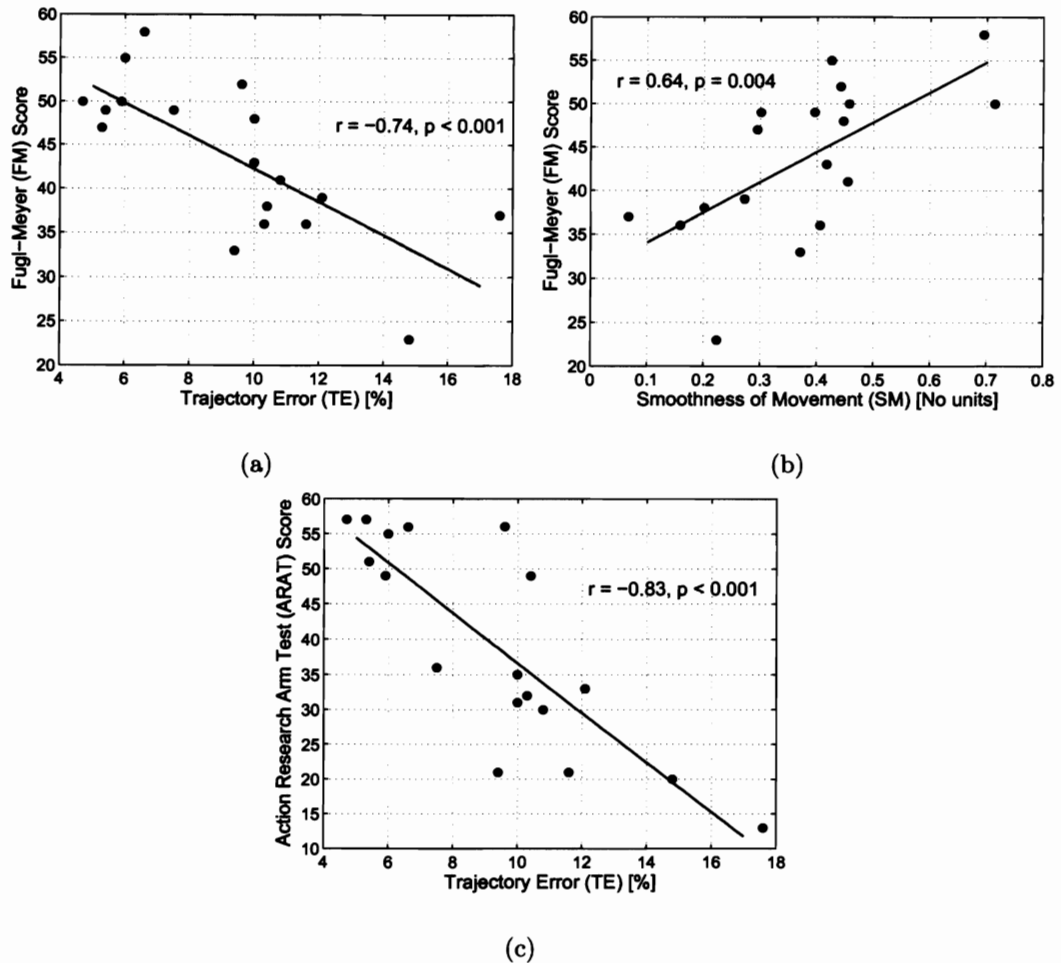 60
55
50
45
40
35
30
25
20
4 6 8 10 12 14 16 18
Fugl-Meyer (FM) Score
r = -0.74, p < 0.001
Trajectory Error (TE) [%]
(a)
60
55
50
45
40
35
30
25
20
0 0.1 0.2 0.3 0.4 0.5 0.6 0.7 0.8
Fugl-Meyer (FM) Score
r = 0.64, p = 0.004
Smoothness of Movement (SM) [No units]
(b)
60
55
50
45
40
35
30
25
20
15
10
4 6 8 10 12 14 16 18
Action Research Arm Test (ARAT) Score
r = -0.83, p < 0.001
Trajectory Error (TE) [%]
(c)